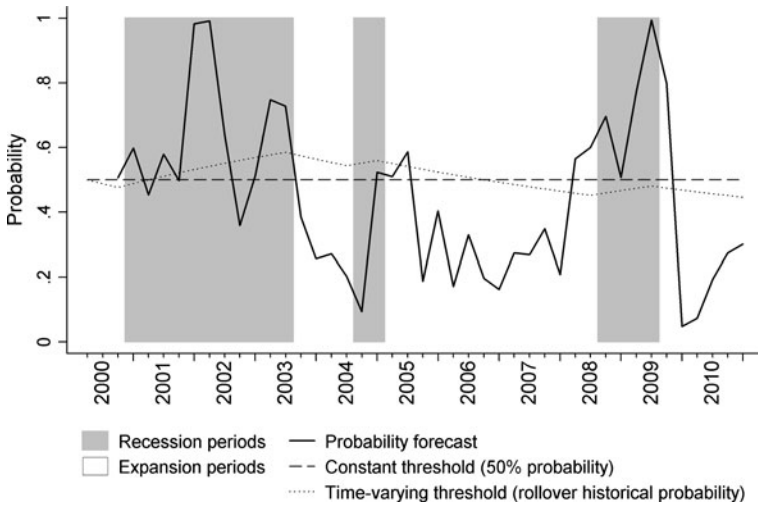 1
.8
.6
.4
.2
0
Probability
2000 2001 2002 2003 2004 2005 2006 2007 2008 2009 2010
Recession periods Probability forecast
Expansion periods Constant threshold (50% probability)
Time-varying threshold (rollover historical probability)